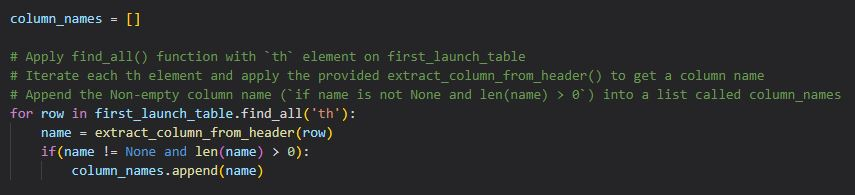 column_names = []
# Apply find_all() function with `th` element on first_launch_table
# Iterate each th element and apply the provided extract_column_from_header() to get a column name
# Append the Non-empty column name (`if name is not None and len(name) > 0`) into a list called column_names
for row in first_launch_table.find_all('th'):
    name = extract_column_from_header(row)
    if(name != None and len(name) > 0):
        column_names.append(name)